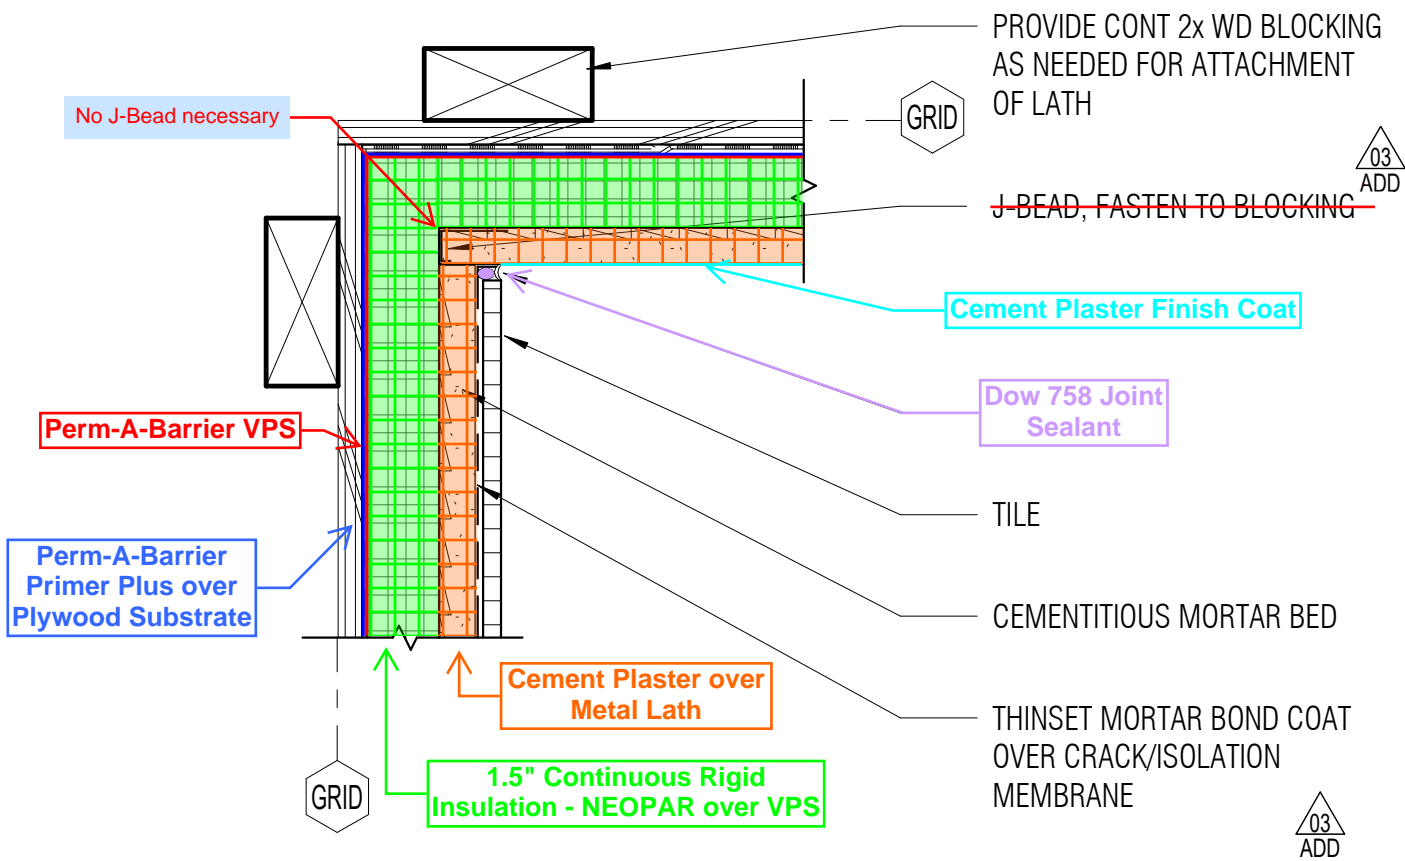 PROVIDE CONT 2x WD BLOCKING
AS NEEDED FOR ATTACHMENT
OF LATH
No J-Bead necessary
GRID
03
ADD
J-BEAD, FASTEN TO BLOCKING
Cement Plaster Finish Coat
Dow 758 Joint
Sealant
Perm-A-Barrier VPS
TILE
Perm-A-Barrier
Primer Plus over
Plywood Substrate
CEMENTITIOUS MORTAR BED
Cement Plaster over
Metal Lath
THINSET MORTAR BOND COAT
OVER CRACK/ISOLATION
MEMBRANE
1.5" Continuous Rigid
Insulation - NEOPAR over VPS
GRID
03
ADD